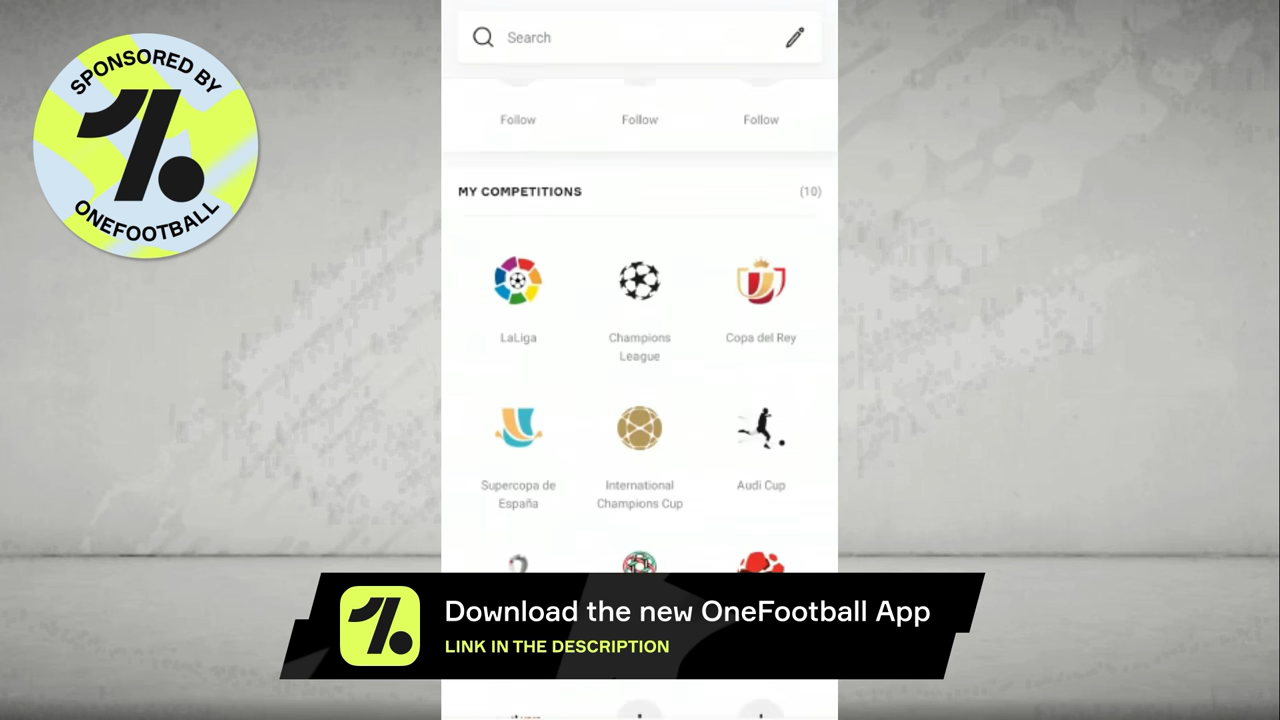 SPONSORED BY
ONEFOOTBALL
Search
Follow
Follow
Follow
MY COMPETITIONS
(10)
LaLiga
Champions
League
Copa del Rey
Supercopa de
España
International
Champions Cup
Audi Cup
Download the new OneFootball App
LINK IN THE DESCRIPTION